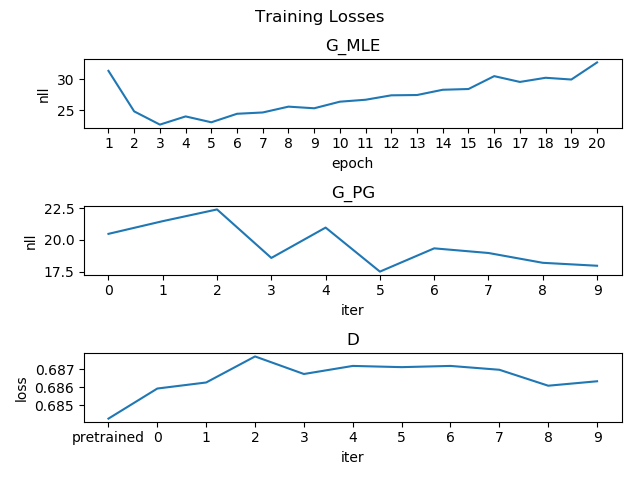 Training Losses
G_MLE
30
25
nll
1 2 3 4 5 6 7 8 9 10 11 12 13 14 15 16 17 18 19 20
epoch
G_PG
22.5
20.0
17.5
nll
0 1 2 3 4 5 6 7 8 9
iter
D
0.687
0.686
0.685
loss
pretrained 0 1 2 3 4 5 6 7 8 9
iter